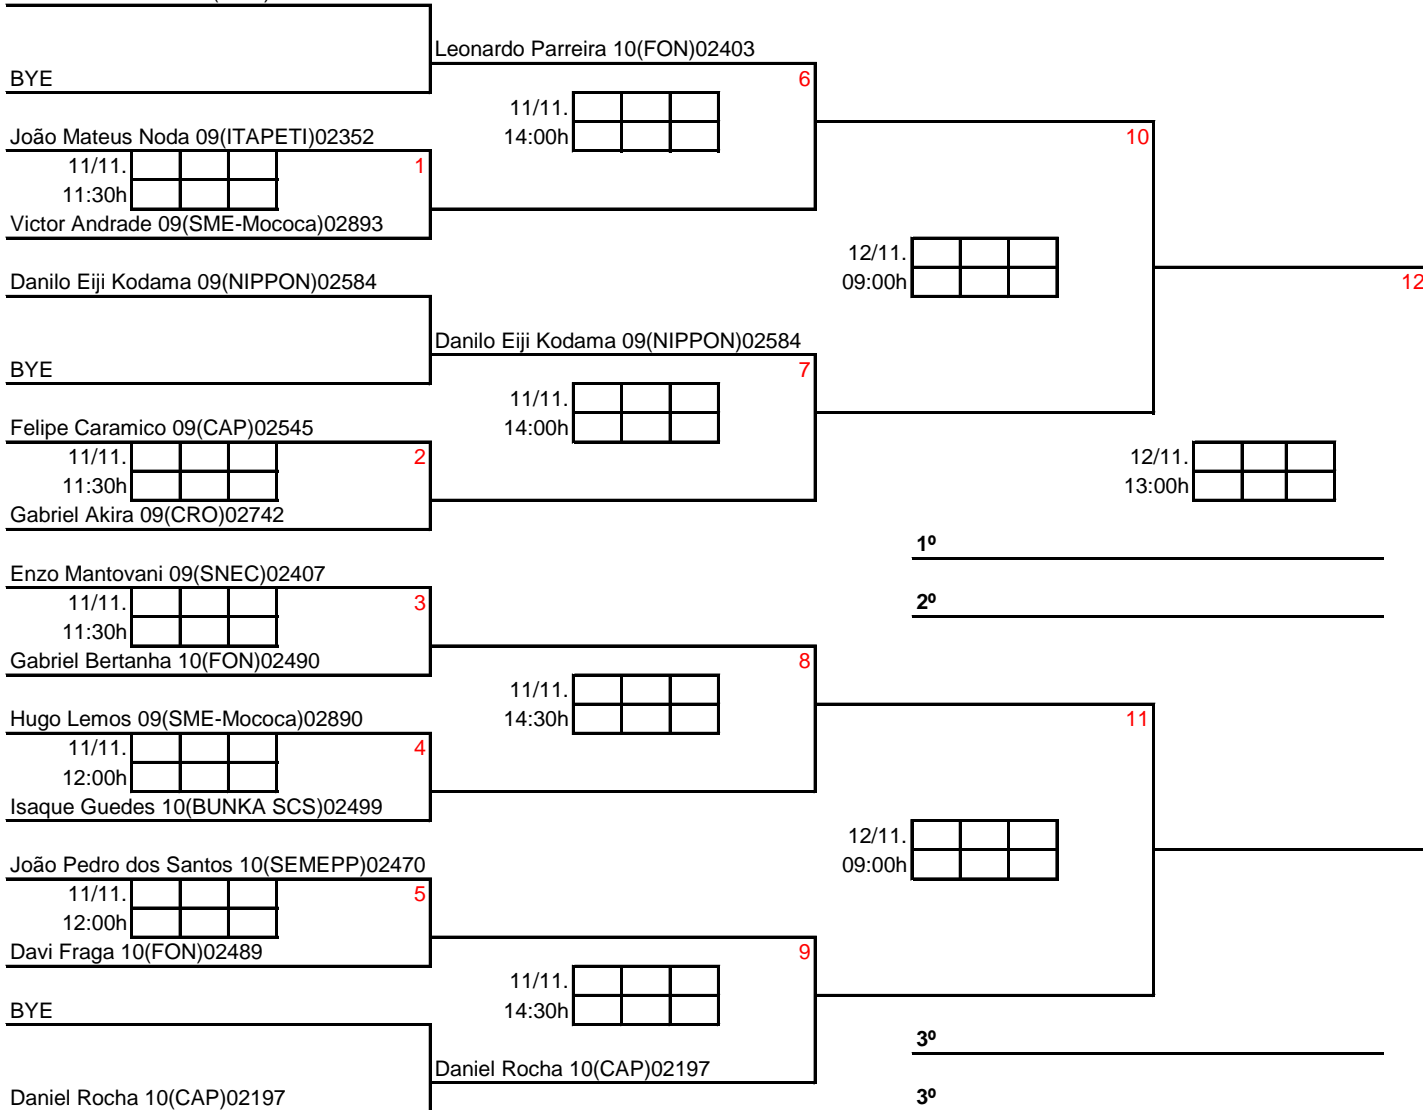 Leonardo Parreira 10(FON)02403
BYE
6
11/11.
14:00h
João Mateus Noda 09(ITAPETI)02352
10
11/11.
1
11:30h
Victor Andrade 09(SME-Mococa)02893
12/11.
09:00h
Danilo Eiji Kodama 09(NIPPON)02584
12
Danilo Eiji Kodama 09(NIPPON)02584
BYE
7
11/11.
14:00h
Felipe Caramico 09(CAP)02545
11/11.
2
11:30h
12/11.
13:00h
Gabriel Akira 09(CRO)02742
1º
Enzo Mantovani 09(SNEC)02407
11/11.
3
11:30h
2º
Gabriel Bertanha 10(FON)02490
8
11/11.
14:30h
Hugo Lemos 09(SME-Mococa)02890
11
11/11.
4
12:00h
Isaque Guedes 10(BUNKA SCS)02499
12/11.
09:00h
João Pedro dos Santos 10(SEMEPP)02470
11/11.
5
12:00h
Davi Fraga 10(FON)02489
9
11/11.
14:30h
BYE
3º
Daniel Rocha 10(CAP)02197
Daniel Rocha 10(CAP)02197
3º